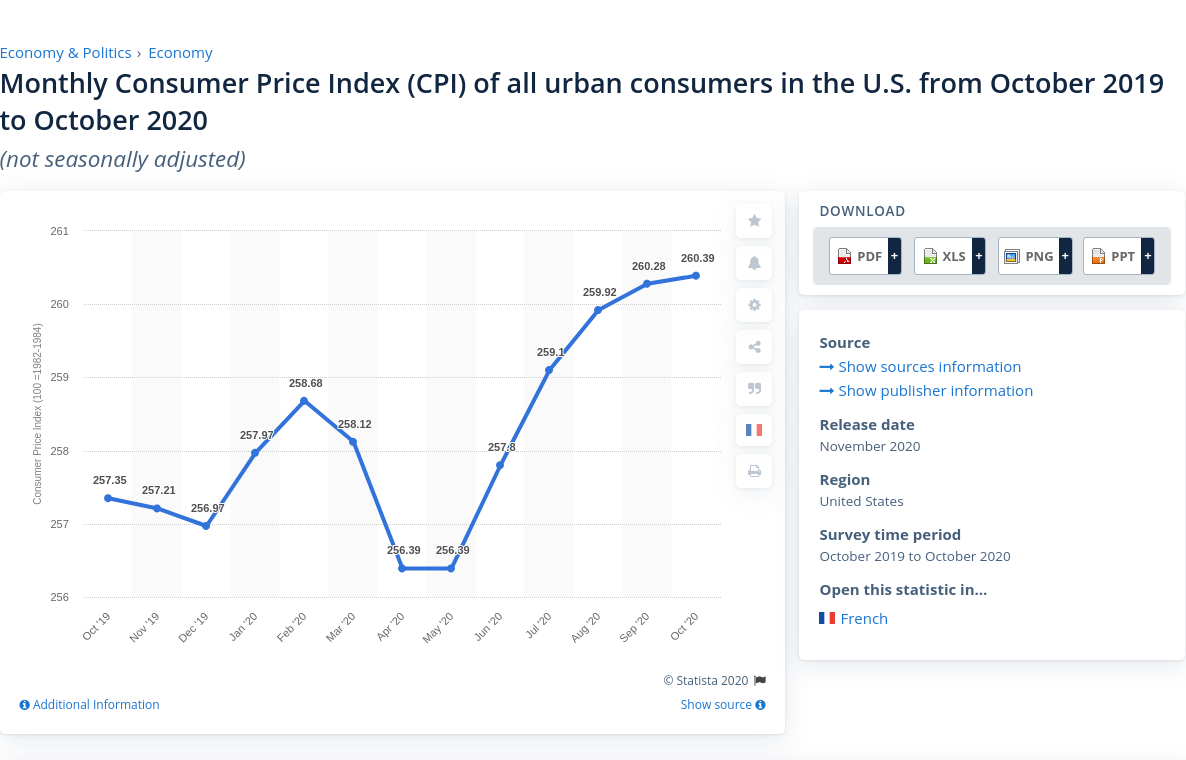 Economy & Politics › Economy
Monthly Consumer Price Index (CPI) of all urban consumers in the U.S. from October 2019
to October 2020
(not seasonally adjusted)
Consumer Price Index (100 =1982-1984)
261
260
259
258
257
256
257.35
257.21
256.97
257.97
258.68
258.12
256.39
256.39
257.8
259.1
259.92
260.28
260.39
Oct '19
Nov '19
Dec '19
Jan '20
Feb '20
Mar '20
Apr '20
May '20
Jun '20
Jul '20
Aug '20
Sep '20
Oct '20
© Statista 2020
Additional Information
Show source
DOWNLOAD
PDF +
XLS +
PNG +
PPT +
Source
Show sources information
Show publisher information
Release date
November 2020
Region
United States
Survey time period
October 2019 to October 2020
Open this statistic in...
French